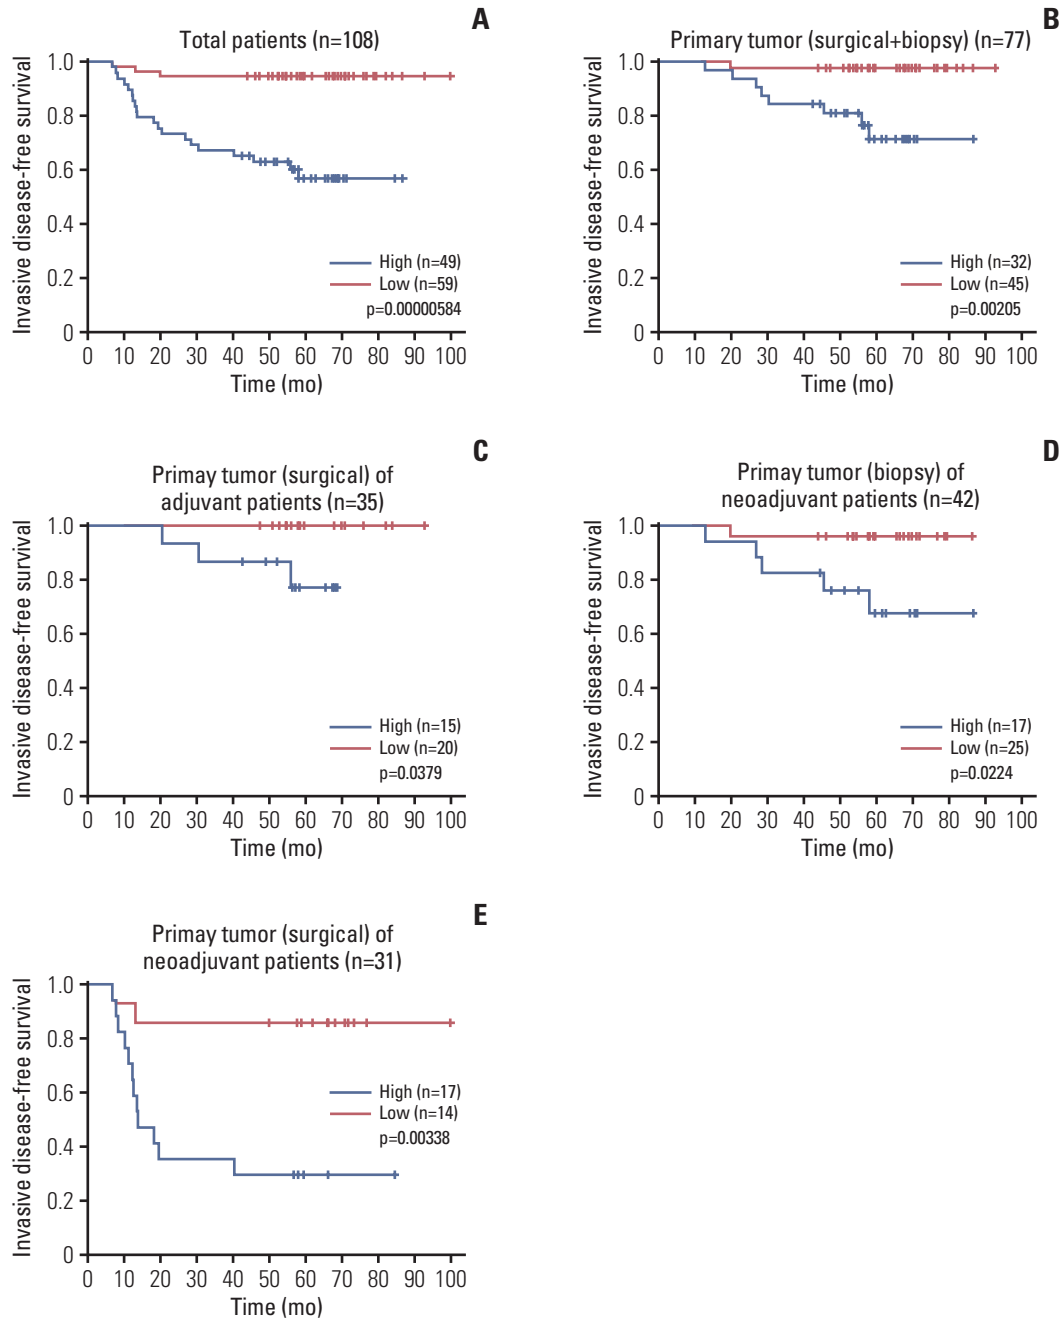 A
Total patients (n=108)
Invasive disease-free survival
1.0
0.8
0.6
0.4
0.2
0
High (n=49)
Low (n=59)
p=0.00000584
0 10 20 30 40 50 60 70 80 90 100
Time (mo)
B
Primary tumor (surgical+biopsy) (n=77)
Invasive disease-free survival
1.0
0.8
0.6
0.4
0.2
0
High (n=32)
Low (n=45)
p=0.00205
0 10 20 30 40 50 60 70 80 90 100
Time (mo)
C
Primay tumor (surgical) of
adjuvant patients (n=35)
Invasive disease-free survival
1.0
0.8
0.6
0.4
0.2
0
High (n=15)
Low (n=20)
p=0.0379
0 10 20 30 40 50 60 70 80 90 100
Time (mo)
D
Primay tumor (biopsy) of
neoadjuvant patients (n=42)
Invasive disease-free survival
1.0
0.8
0.6
0.4
0.2
0
High (n=17)
Low (n=25)
p=0.0224
0 10 20 30 40 50 60 70 80 90 100
Time (mo)
E
Primay tumor (surgical) of
neoadjuvant patients (n=31)
Invasive disease-free survival
1.0
0.8
0.6
0.4
0.2
0
High (n=17)
Low (n=14)
p=0.00338
0 10 20 30 40 50 60 70 80 90 100
Time (mo)